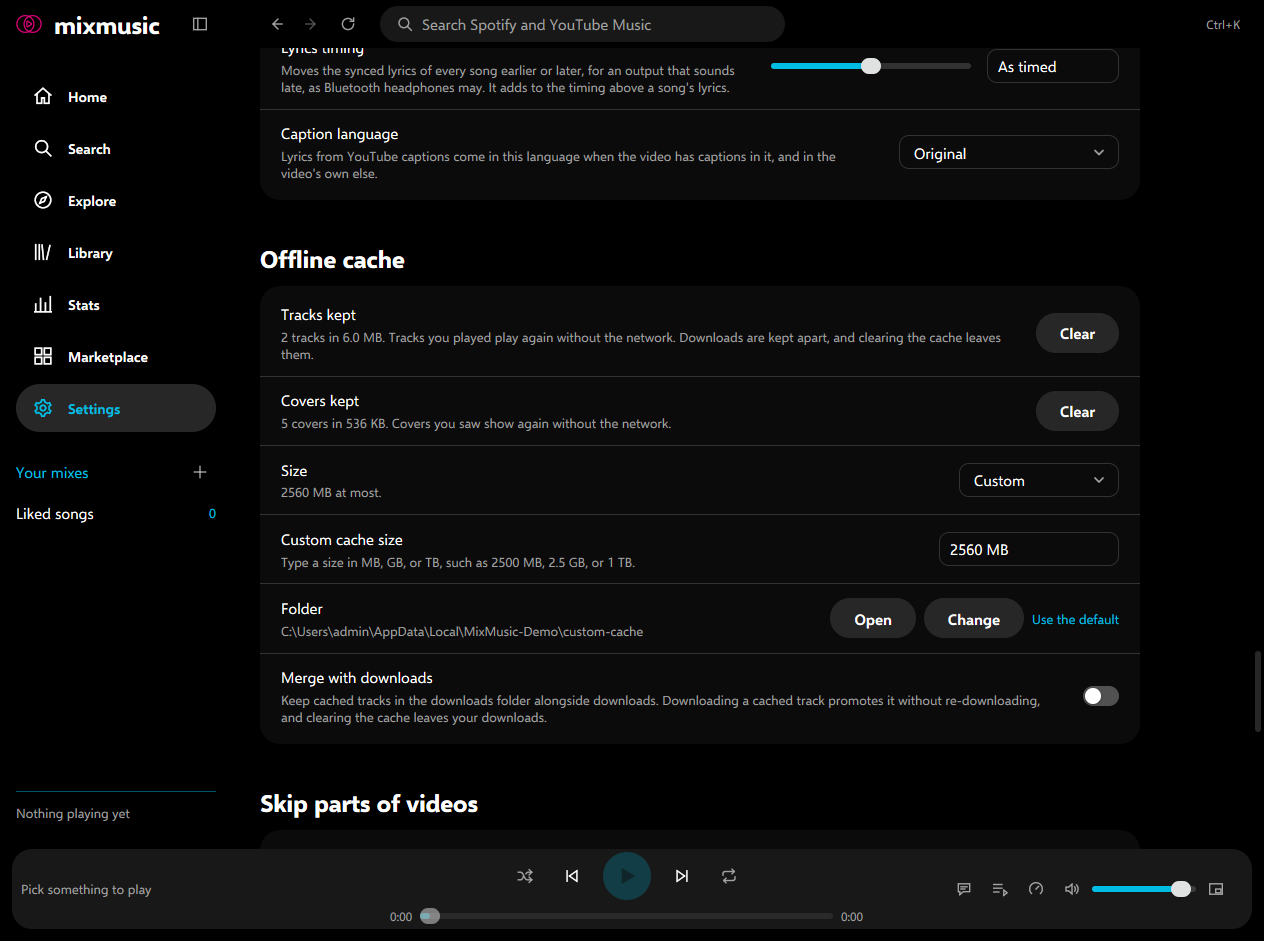 mixmusic
Search Spotify and YouTube Music
Ctrl+K
Home
Search
Explore
Library
Stats
Marketplace
Settings
Your mixes
Liked songs
0
Nothing playing yet
Lyrics timing
Moves the synced lyrics of every song earlier or later, for an output that sounds
late, as Bluetooth headphones may. It adds to the timing above a song's lyrics.
As timed
Caption language
Lyrics from YouTube captions come in this language when the video has captions in it, and in the
video's own else.
Original
Offline cache
Tracks kept
2 tracks in 6.0 MB. Tracks you played play again without the network. Downloads are kept apart, and clearing the cache leaves
them.
Clear
Covers kept
5 covers in 536 KB. Covers you saw show again without the network.
Clear
Size
2560 MB at most.
Custom
Custom cache size
Type a size in MB, GB, or TB, such as 2500 MB, 2.5 GB, or 1 TB.
2560 MB
Folder
C:\Users\admin\AppData\Local\MixMusic-Demo\custom-cache
Open
Change
Use the default
Merge with downloads
Keep cached tracks in the downloads folder alongside downloads. Downloading a cached track promotes it without re-downloading,
and clearing the cache leaves your downloads.
Skip parts of videos
Pick something to play
0:00
0:00